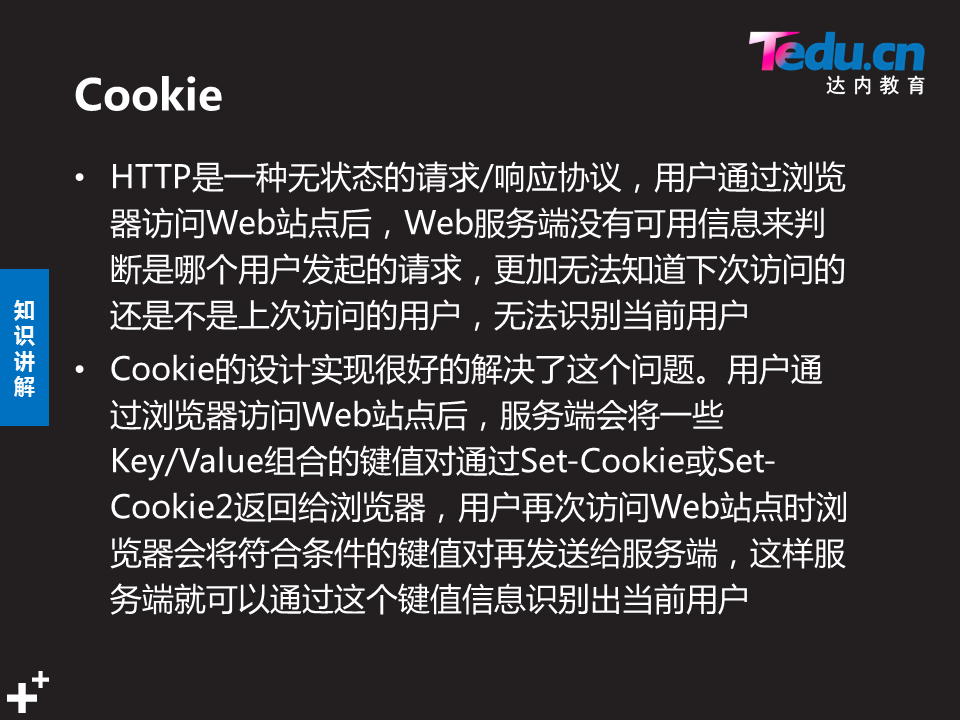 Tedu.cn
达内教育
Cookie
• HTTP是一种无状态的请求/响应协议，用户通过浏览
器访问Web站点后，Web服务端没有可用信息来判
断是哪个用户发起的请求，更加无法知道下次访问的
还是不是上次访问的用户，无法识别当前用户
• Cookie的设计实现很好的解决了这个问题。用户通
过浏览器访问Web站点后，服务端会将一些
Key/Value组合的键值对通过Set-Cookie或Set-
Cookie2返回给浏览器，用户再次访问Web站点时浏
览器会将符合条件的键值对再发送给服务端，这样服
务端就可以通过这个键值信息识别出当前用户
知
识
讲
解